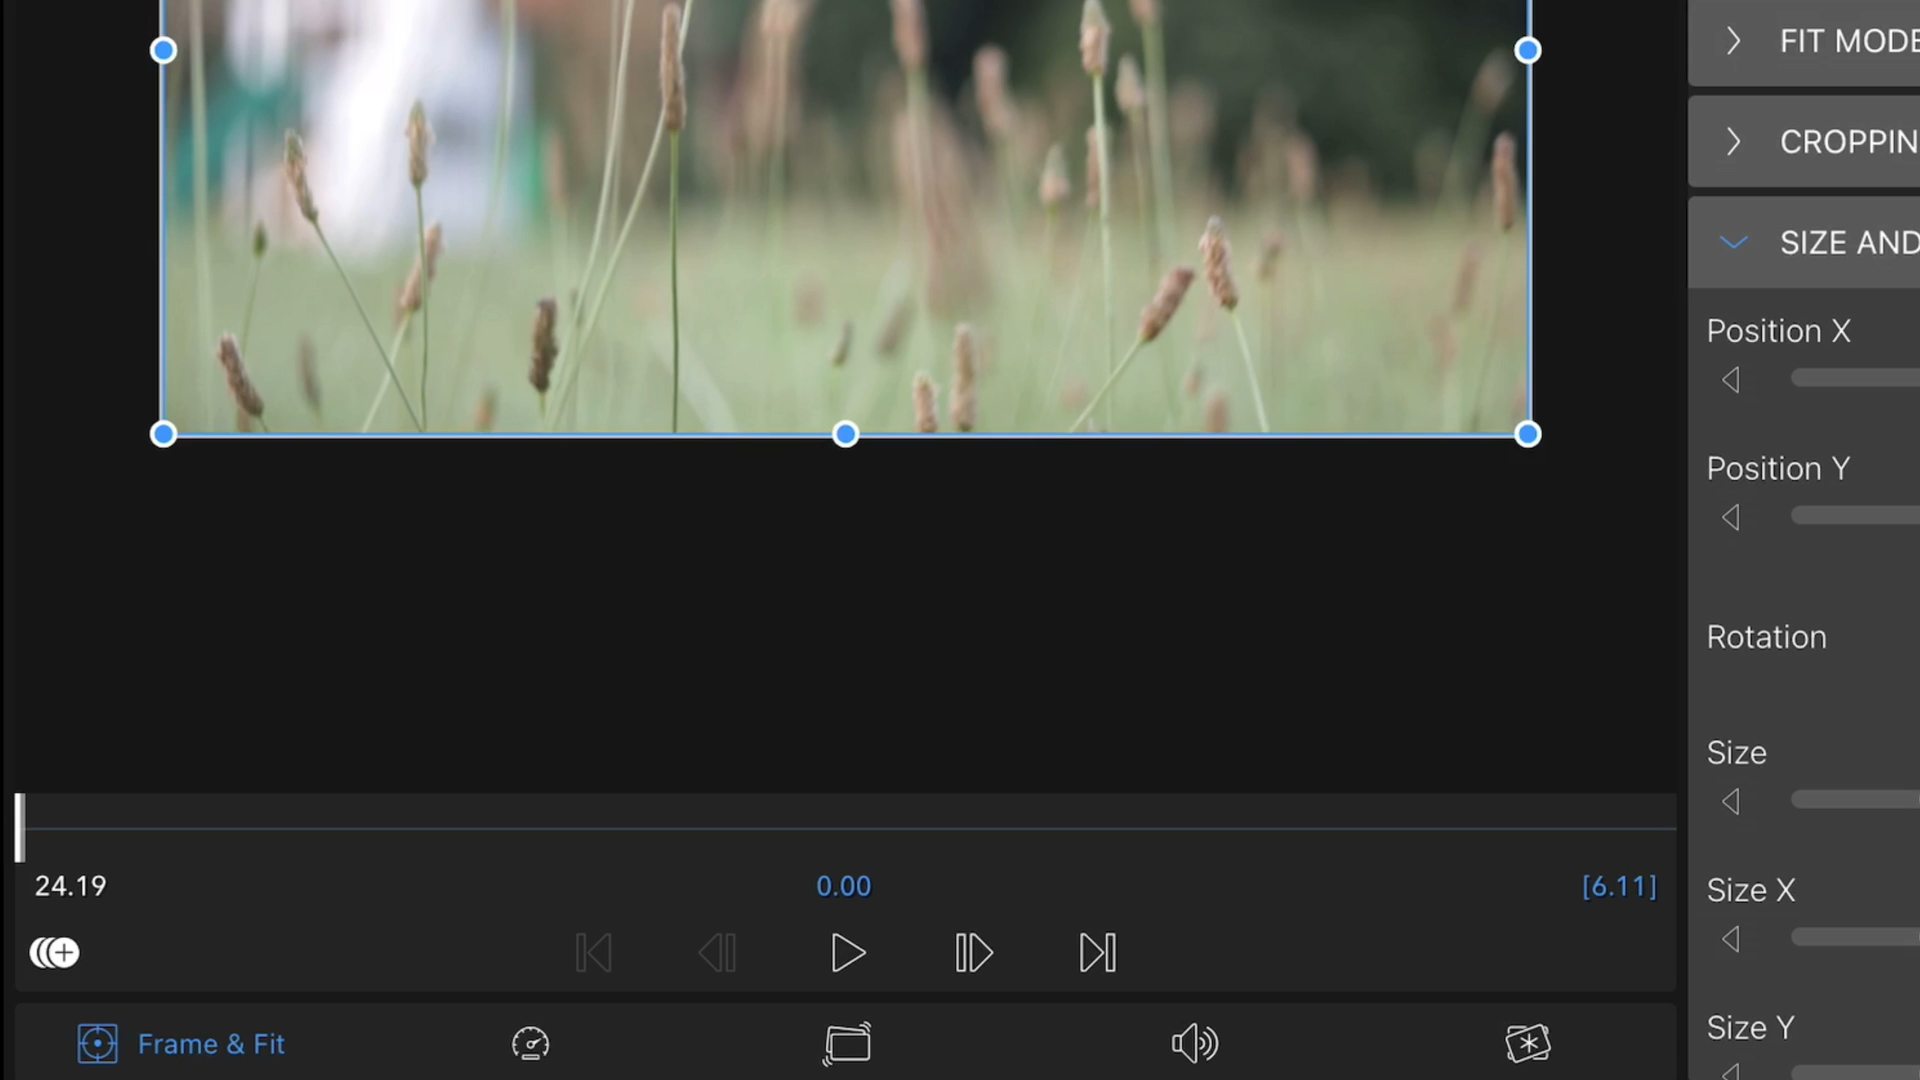 FIT MODE
CROPPIN
SIZE AND
Position X
Position Y
Rotation
Size
Size X
Size Y
24.19
0.00
[6.11]
Frame & Fit